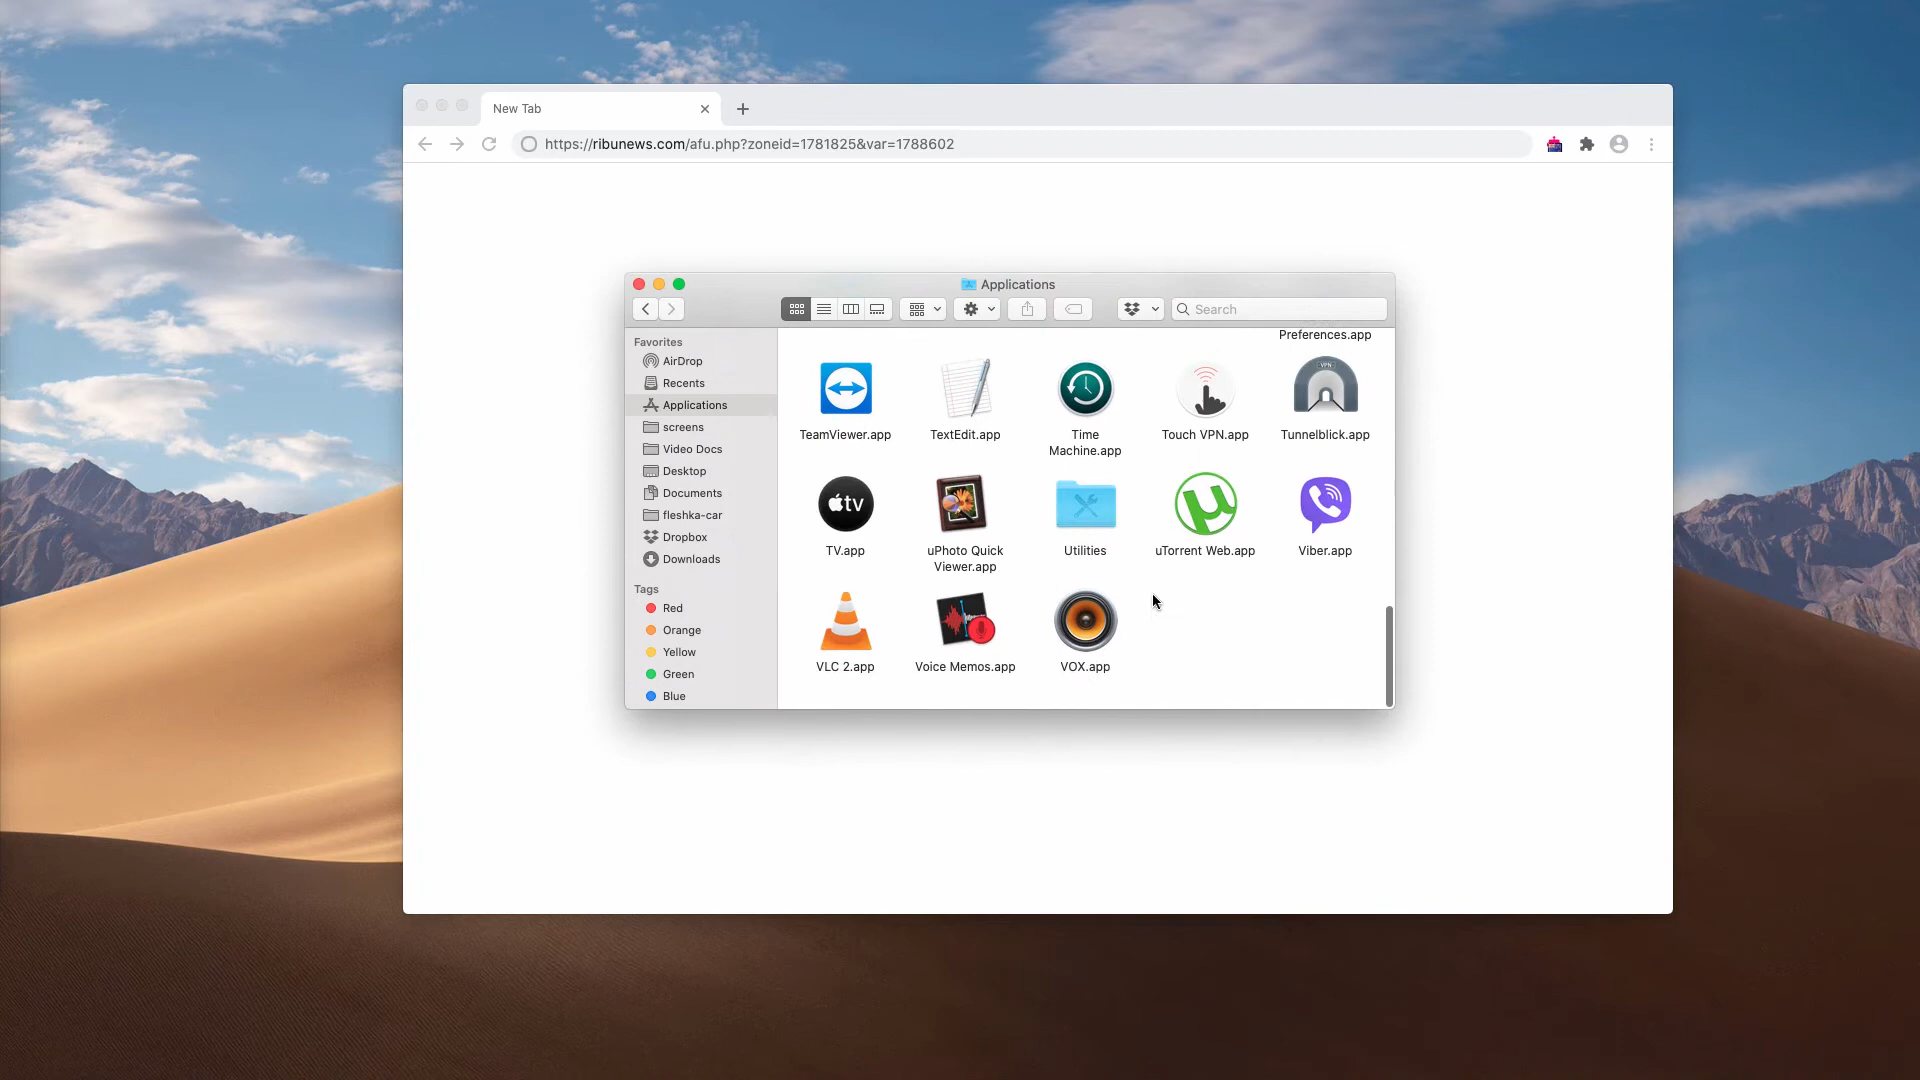 New Tab
https://ribunews.com/afu.php?zoneid=1781825&var=1788602
Applications
Search
Favorites
AirDrop
Recents
Applications
screens
Video Docs
Desktop
Documents
fleshka-car
Dropbox
Downloads
Tags
Red
Orange
Yellow
Green
Blue
Preferences.app
VPN
TeamViewer.app
TextEdit.app
Time
Machine.app
Touch VPN.app
Tunnelblick.app
tv
TV.app
uPhoto Quick
Viewer.app
Utilities
µ
uTorrent Web.app
Viber.app
VLC 2.app
Voice Memos.app
VOX.app